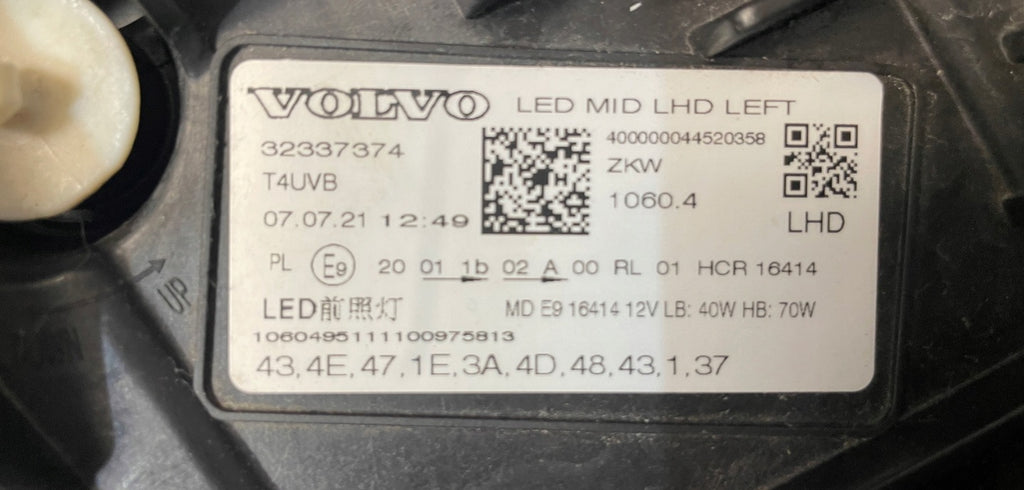 VOLVO LED MID LHD LEFT
32337374
T4UVB
07.07.21 12:49
400000044520358
ZKW
1060.4
LHD
PL E9 20 01 1b 02 A 00 RL 01 HCR 16414
LED前照灯 MD E9 16414 12V LB: 40W HB: 70W
1060495111100975813
43,4E,47,1E,3A,4D,48,43,1,37
UP